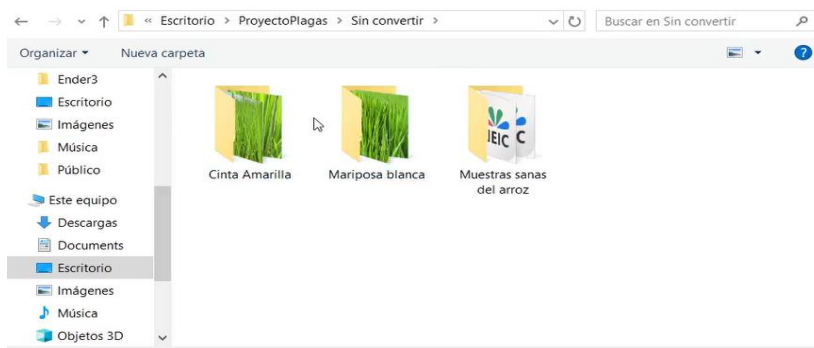 « Escritorio > ProyectoPlagas > Sin convertir >
Buscar en Sin convertir
Organizar
Nueva carpeta
?
Ender3
Escritorio
Imágenes
Música
Público
Este equipo
Descargas
Documents
Escritorio
Imágenes
Música
Objetos 3D
Cinta Amarilla
Mariposa blanca
JEIC C
Muestras sanas
del arroz